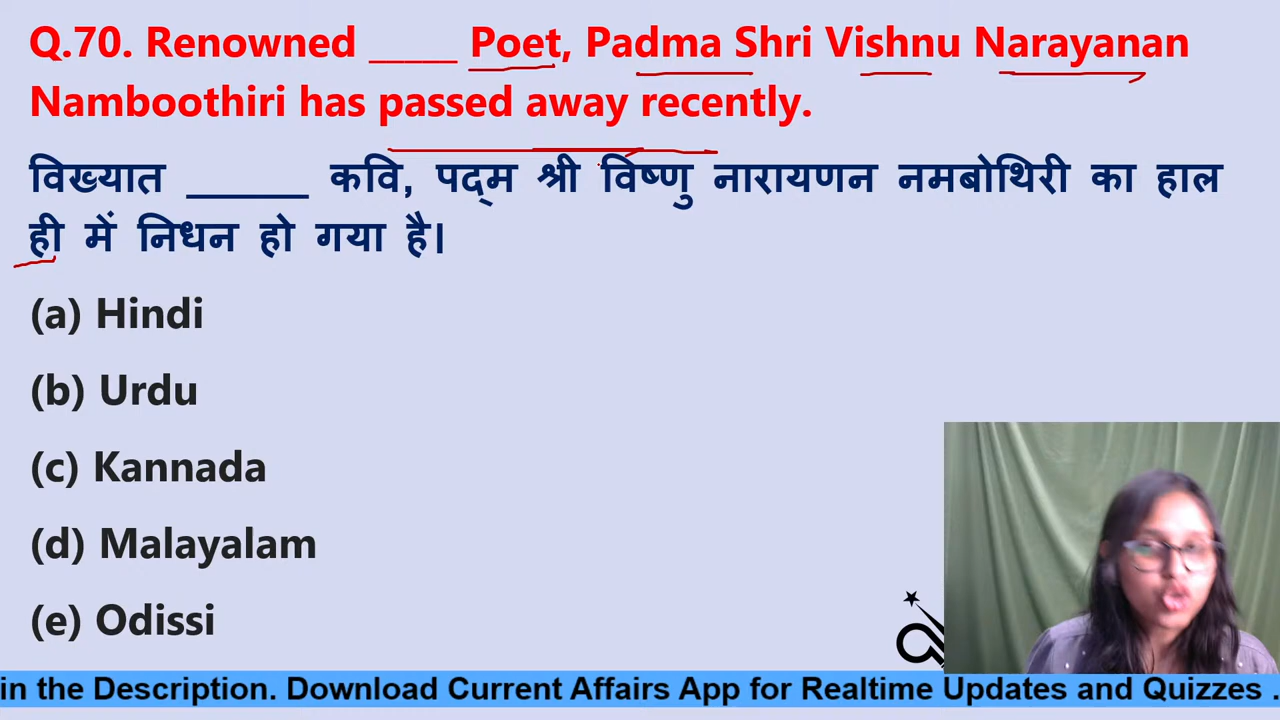 Q.70. Renowned _____ Poet, Padma Shri Vishnu Narayanan
Namboothiri has passed away recently.
विख्यात ______ कवि, पद्म श्री विष्णु नारायणन नमबोथिरी का हाल
ही में निधन हो गया है।
(a) Hindi
(b) Urdu
(c) Kannada
(d) Malayalam
(e) Odissi
in the Description. Download Current Affairs App for Realtime Updates and Quizzes .